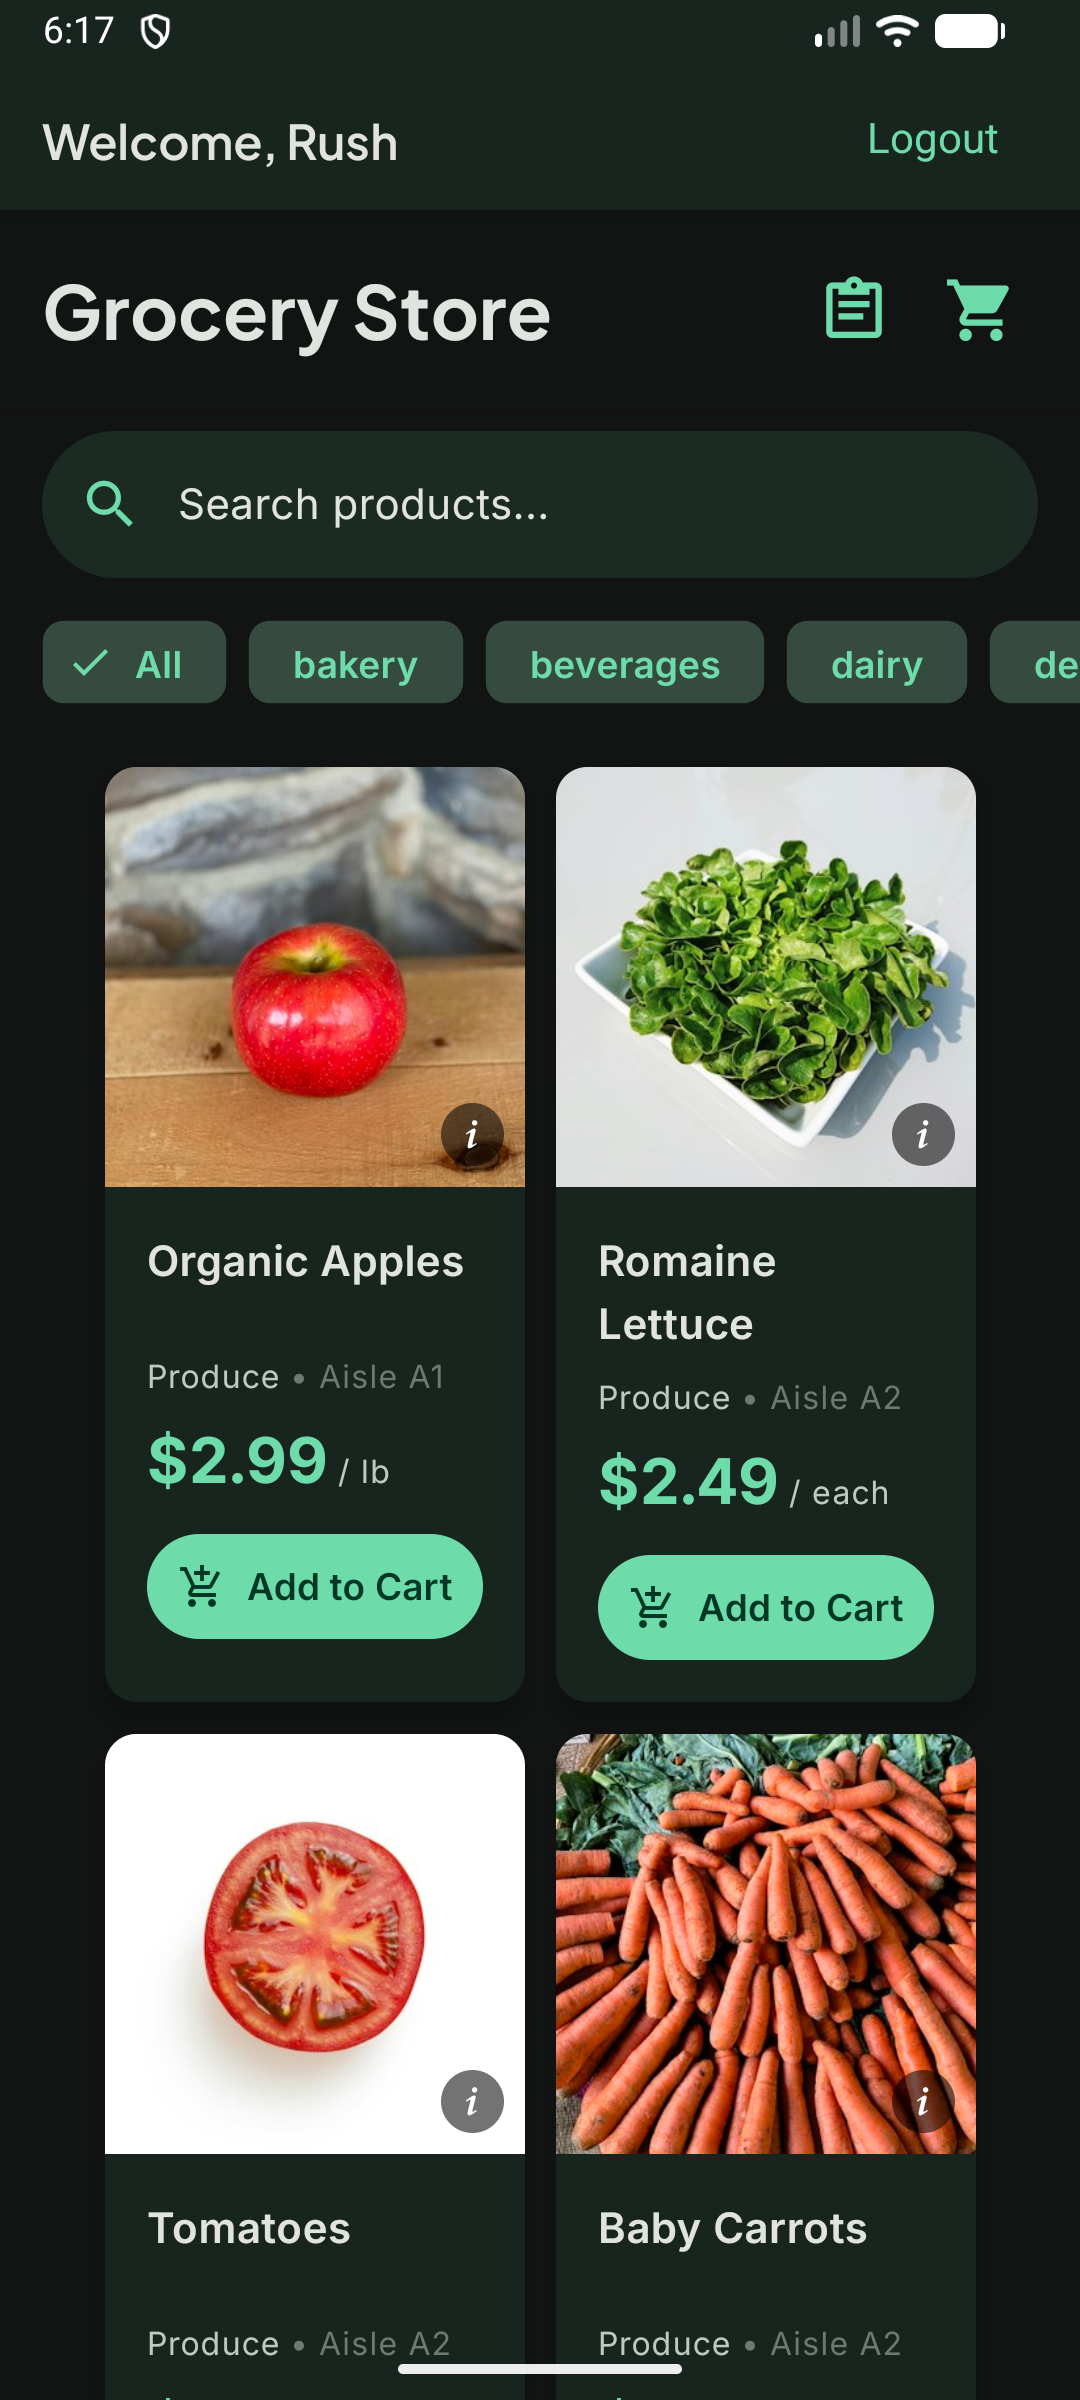 6:17
Welcome, Rush
Logout
Grocery Store
Search products...
All
bakery
beverages
dairy
de
i
i
Organic Apples
Produce • Aisle A1
$2.99 / lb
Add to Cart
Romaine
Lettuce
Produce • Aisle A2
$2.49 / each
Add to Cart
i
i
Tomatoes
Produce • Aisle A2
Baby Carrots
Produce • Aisle A2